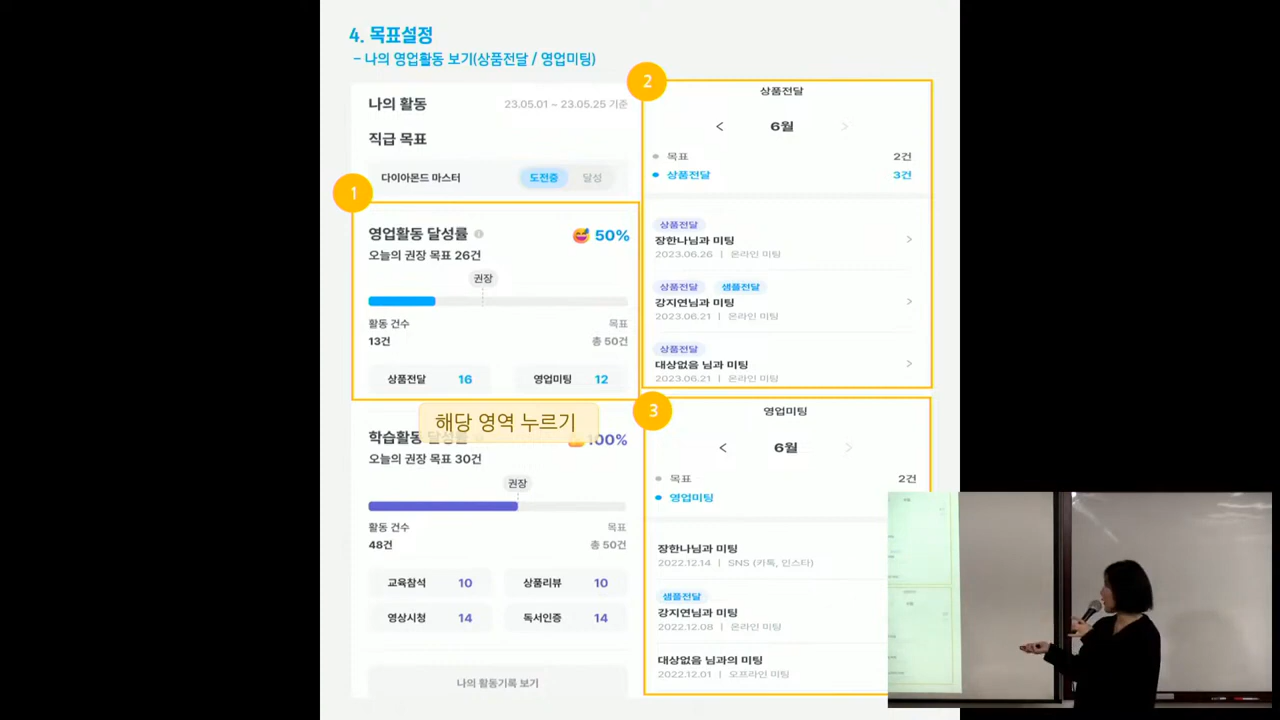 4. 목표설정
- 나의 영업활동 보기(상품전달 / 영업미팅)
나의 활동
23.05.01 ~ 23.05.25 기준
직급 목표
다이아몬드 마스터
도전중
달성
1
영업활동 달성률
50%
오늘의 권장 목표 26건
권장
활동 건수
목표
13건
총 50건
상품전달 16
영업미팅 12
해당 영역 누르기
학습활동 달성률
100%
오늘의 권장 목표 30건
권장
활동 건수
목표
48건
총 50건
교육참석 10
상품리뷰 10
영상시청 14
독서인증 14
나의 활동기록 보기
2
상품전달
< 6월 >
목표 2건
상품전달 3건
상품전달
장한나님과 미팅
2023.06.26 | 온라인 미팅
상품전달 샘플전달
강지연님과 미팅
2023.06.21 | 온라인 미팅
상품전달
대상없음 님과 미팅
2023.06.21 | 온라인 미팅
3
영업미팅
< 6월 >
목표 2건
영업미팅
장한나님과 미팅
2022.12.14 | SNS (카톡, 인스타)
샘플전달
강지연님과 미팅
2022.12.08 | 온라인 미팅
대상없음 님과의 미팅
2022.12.01 | 오프라인 미팅